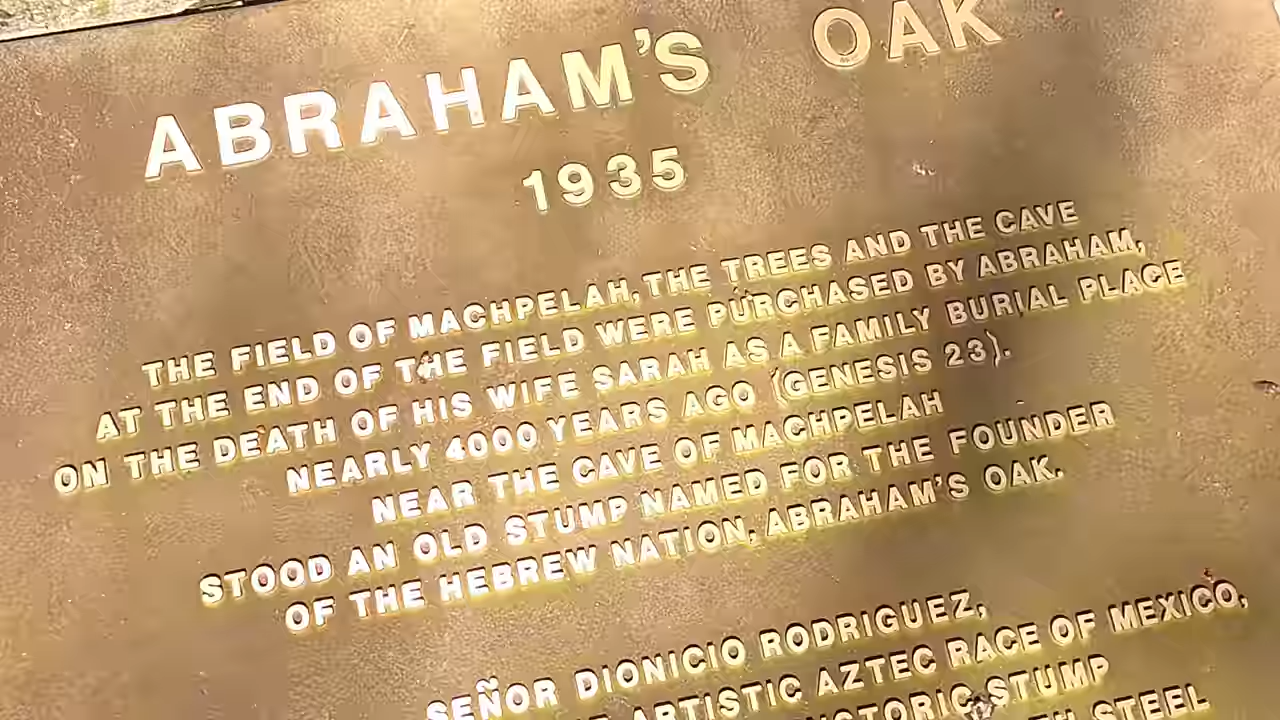 ABRAHAM'S OAK
1935
THE FIELD OF MACHPELAH, THE TREES AND THE CAVE
AT THE END OF THE FIELD WERE PURCHASED BY ABRAHAM,
ON THE DEATH OF HIS WIFE SARAH AS A FAMILY BURIAL PLACE
NEARLY 4000 YEARS AGO (GENESIS 23).
NEAR THE CAVE OF MACHPELAH
STOOD AN OLD STUMP NAMED FOR THE FOUNDER
OF THE HEBREW NATION, ABRAHAM'S OAK.
SEÑOR DIONICIO RODRIGUEZ,
ARTISTIC AZTEC RACE OF MEXICO,
STUMP
STEEL